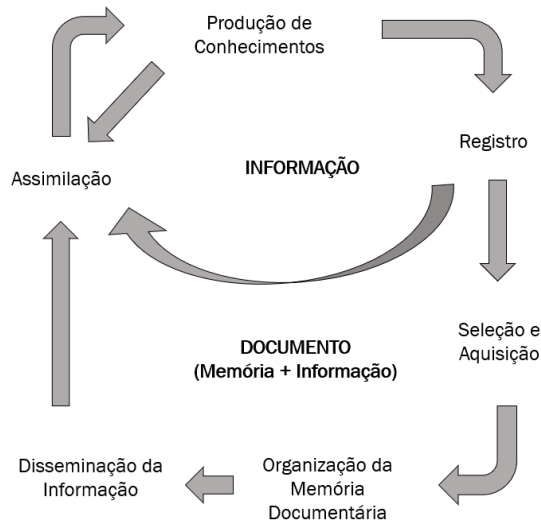 Produção de
Conhecimentos
Registro
INFORMAÇÃO
Assimilação
Seleção e
Aquisição
DOCUMENTO
(Memória + Informação)
Organização da
Memória
Documentária
Disseminação da
Informação